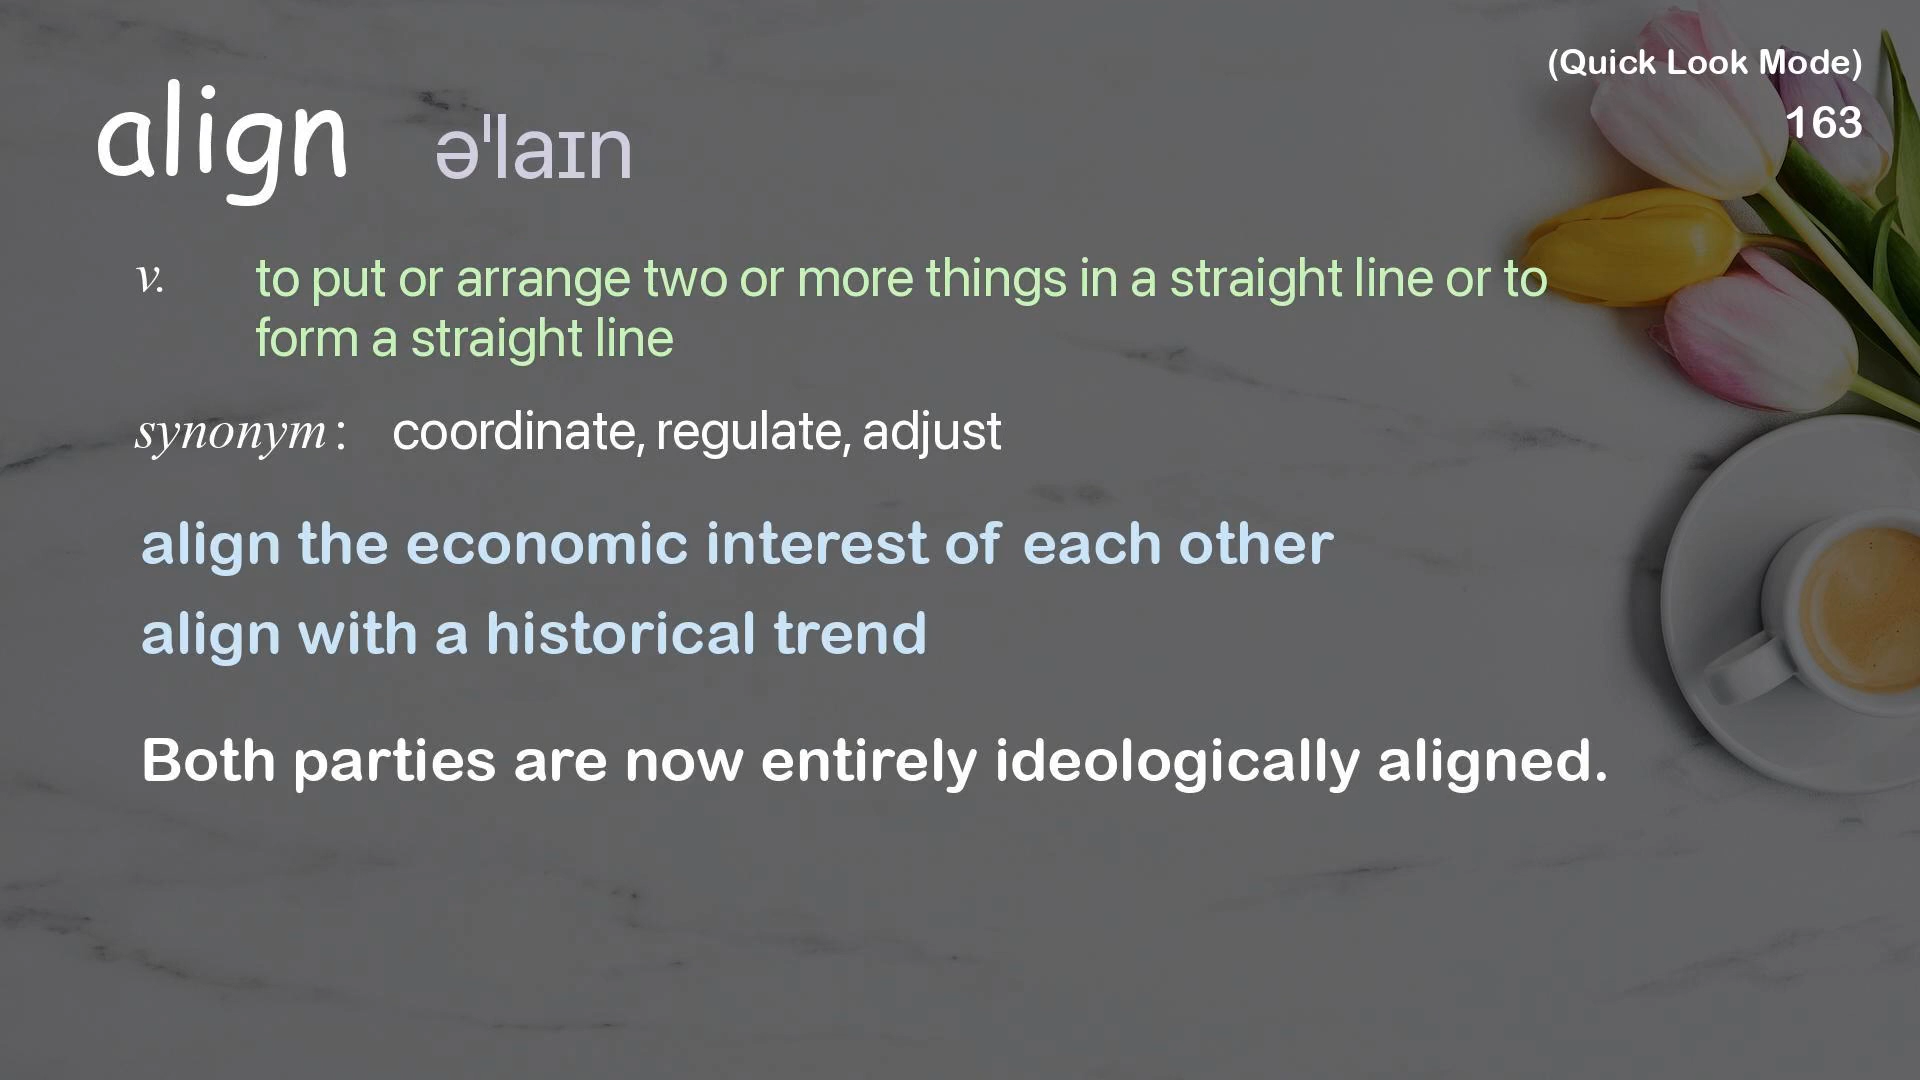 (Quick Look Mode)
163
align əˈlaɪn
v. to put or arrange two or more things in a straight line or to
form a straight line
synonym: coordinate, regulate, adjust
align the economic interest of each other
align with a historical trend
Both parties are now entirely ideologically aligned.